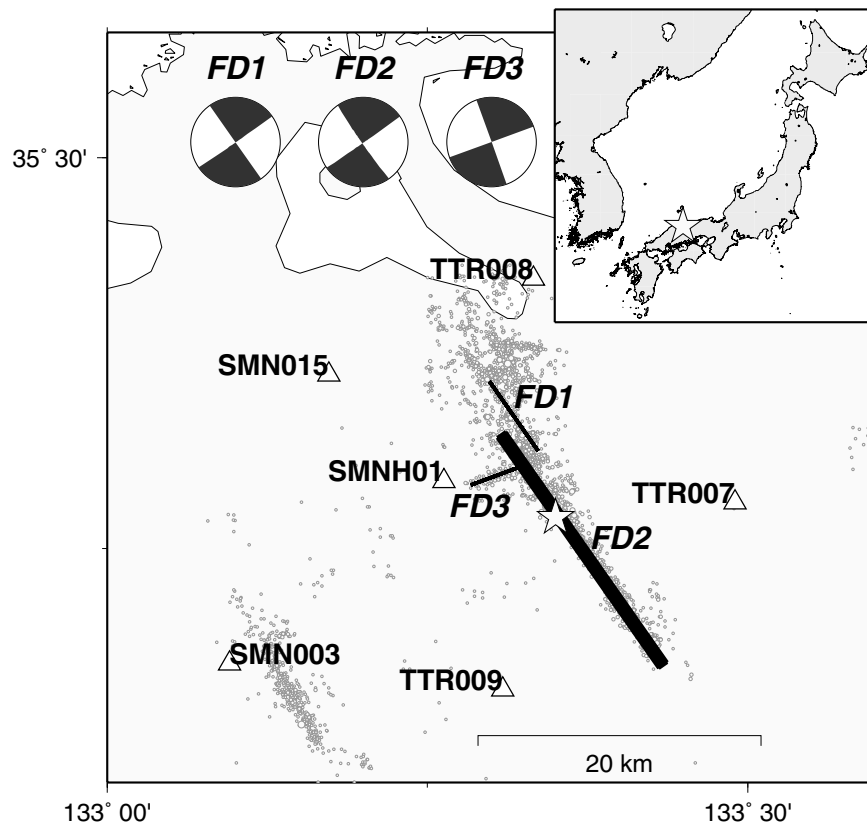 FD1 FD2 FD3
35° 30'
TTR008
SMN015
FD1
SMNH01
TTR007
FD3
FD2
SMN003
TTR009
20 km
133° 00'
133° 30'